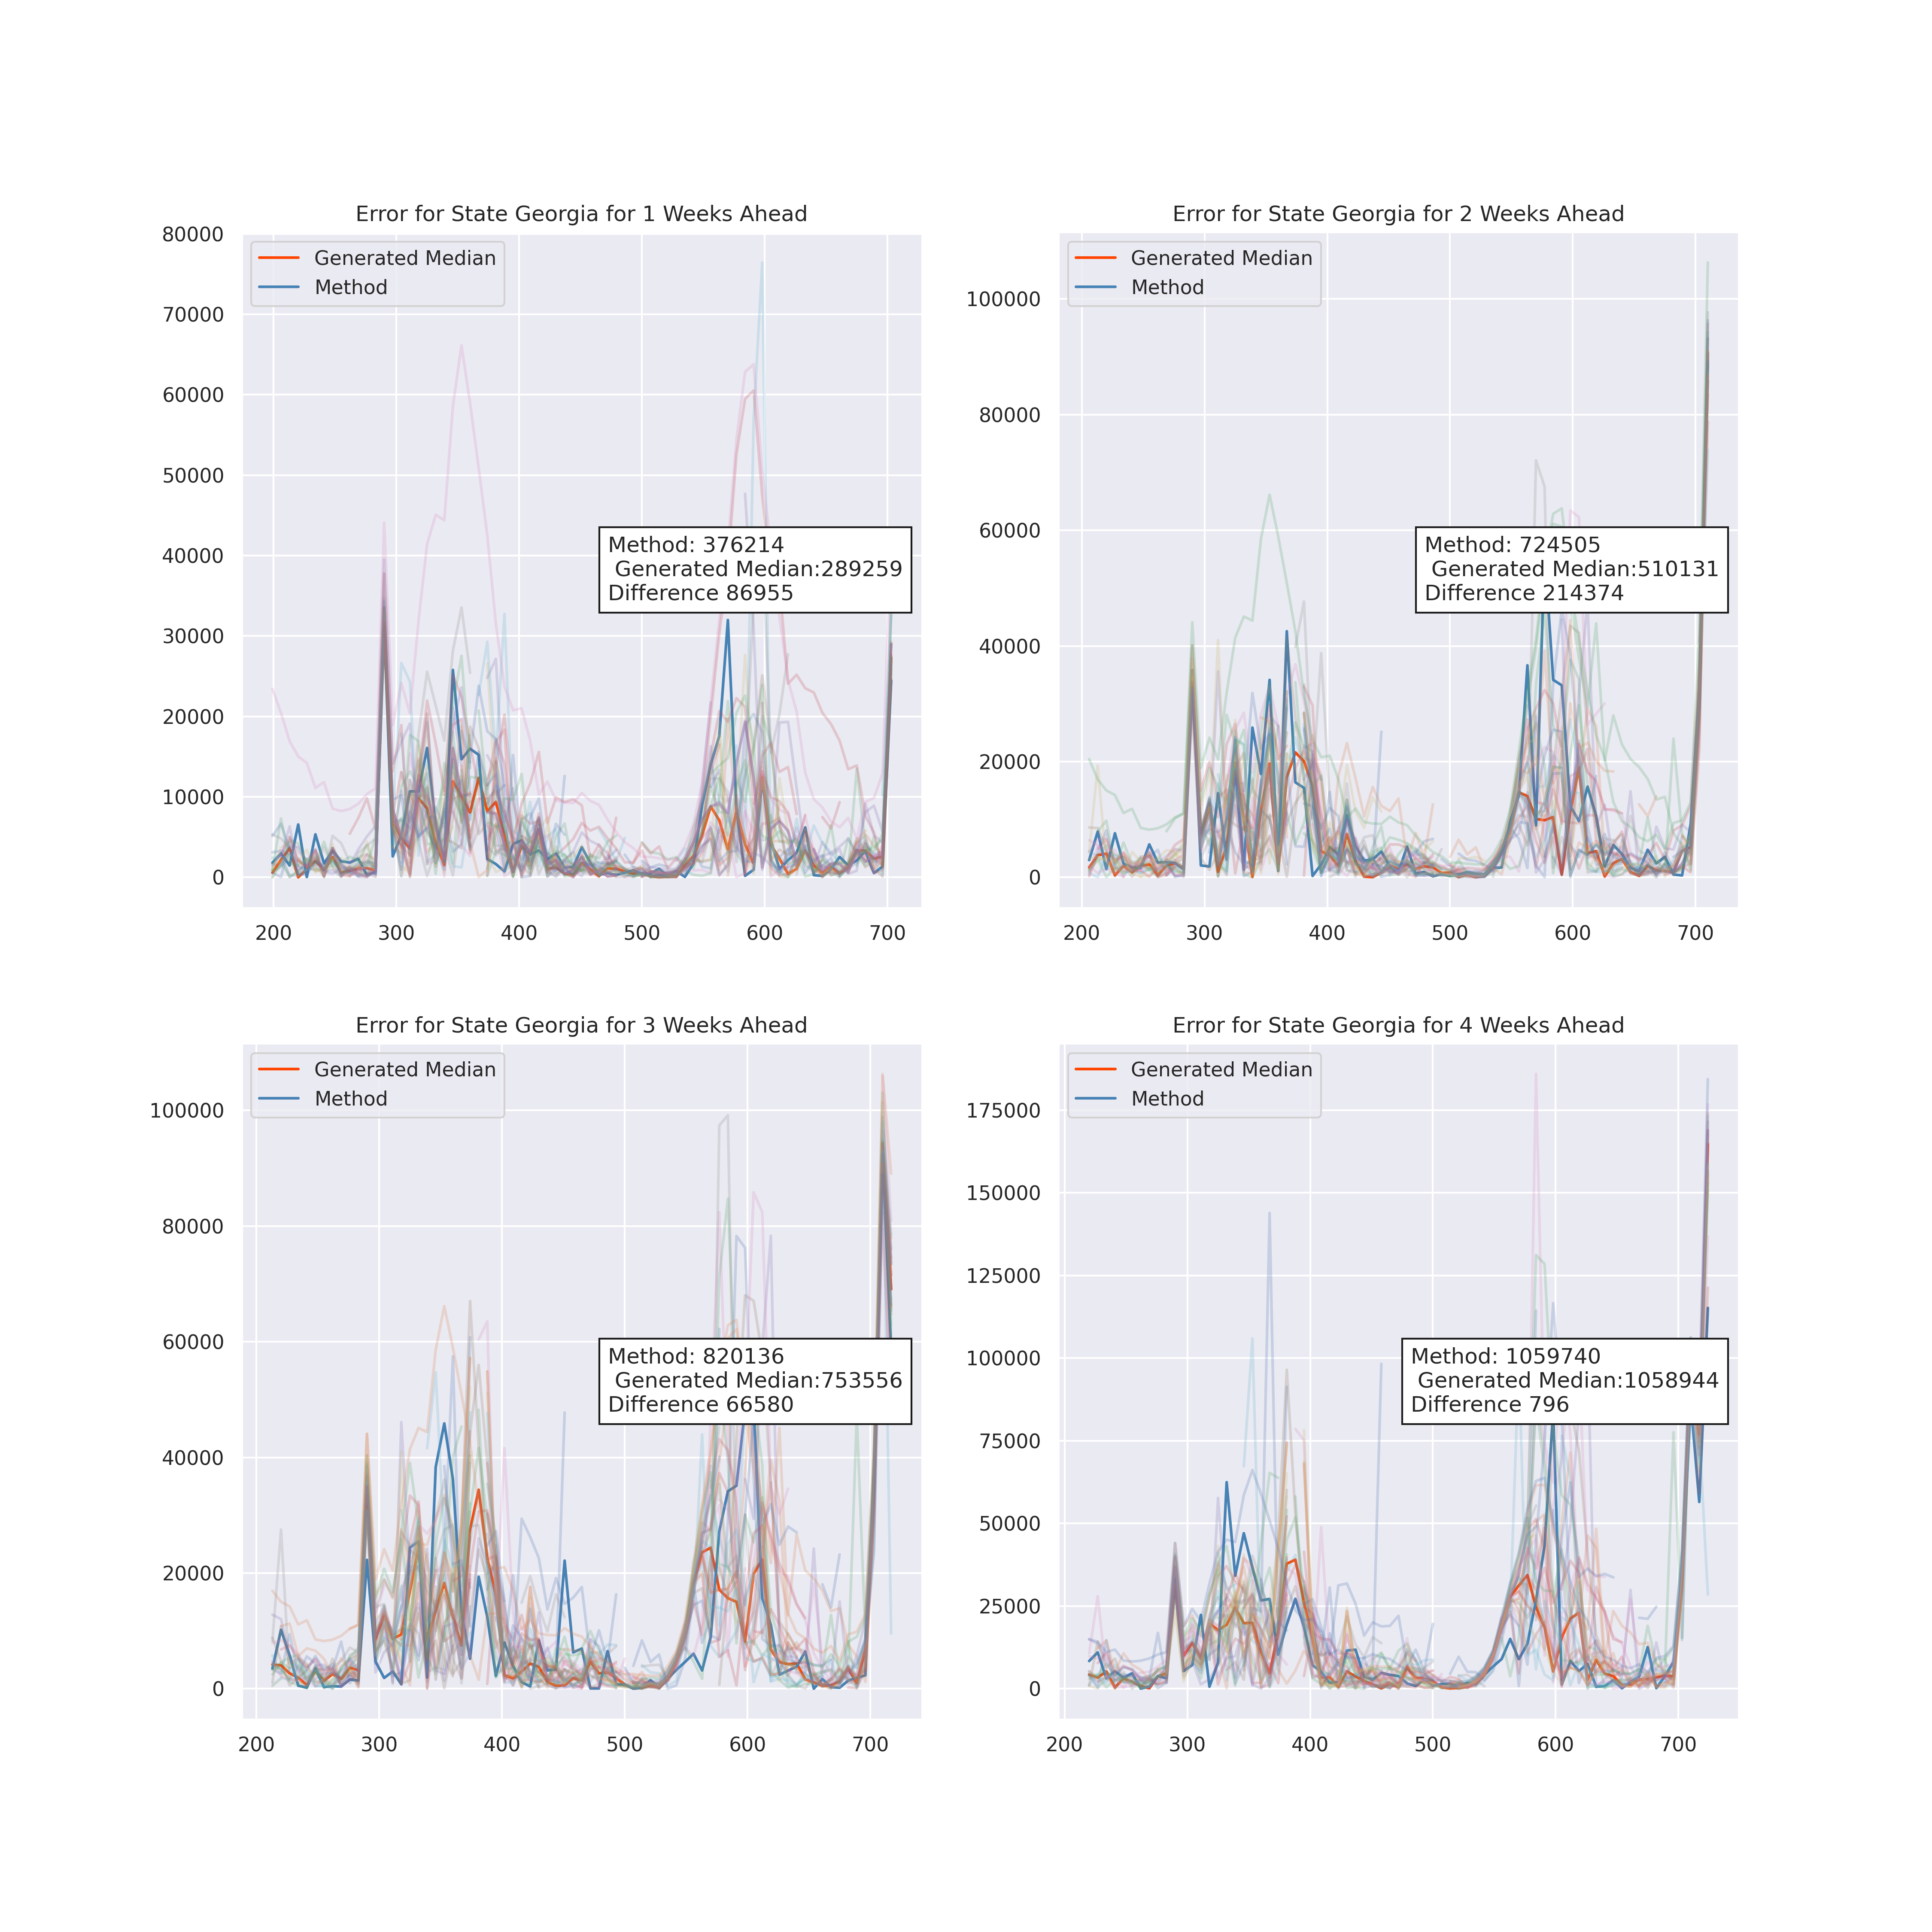 Error for State Georgia for 1 Weeks Ahead
80000
70000
60000
50000
40000
30000
20000
10000
0
Generated Median
Method
Method: 376214
Generated Median:289259
Difference 86955
200 300 400 500 600 700
Error for State Georgia for 2 Weeks Ahead
100000
80000
60000
40000
20000
0
Generated Median
Method
Method: 724505
Generated Median:510131
Difference 214374
200 300 400 500 600 700
Error for State Georgia for 3 Weeks Ahead
100000
80000
60000
40000
20000
0
Generated Median
Method
Method: 820136
Generated Median:753556
Difference 66580
200 300 400 500 600 700
Error for State Georgia for 4 Weeks Ahead
175000
150000
125000
100000
75000
50000
25000
0
Generated Median
Method
Method: 1059740
Generated Median:1058944
Difference 796
200 300 400 500 600 700